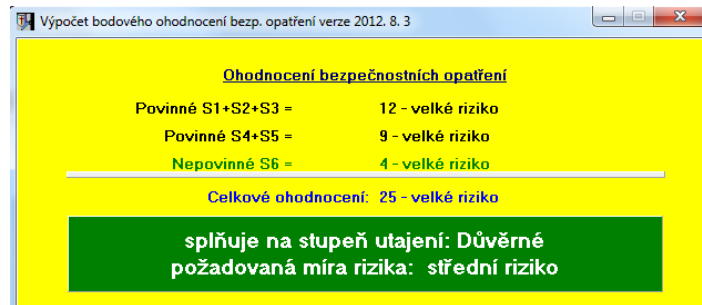 Výpočet bodového ohodnocení bezp. opatření verze 2012. 8. 3
Ohodnocení bezpečnostních opatření
Povinné S1+S2+S3 = 12 - velké riziko
Povinné S4+S5 = 9 - velké riziko
Nepovinné S6 = 4 - velké riziko
Celkové ohodnocení: 25 - velké riziko
splňuje na stupeň utajení: Důvěrné
požadovaná míra rizika: střední riziko